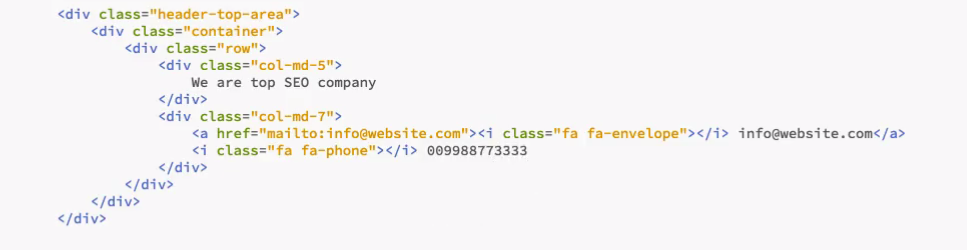 <div class="header-top-area">
<div class="container">
<div class="row">
<div class="col-md-5">
We are top SEO company
</div>
<div class="col-md-7">
<a href="mailto:info@website.com"><i class="fa fa-envelope"></i> info@website.com</a>
<i class="fa fa-phone"></i> 009988773333
</div>
</div>
</div>
</div>